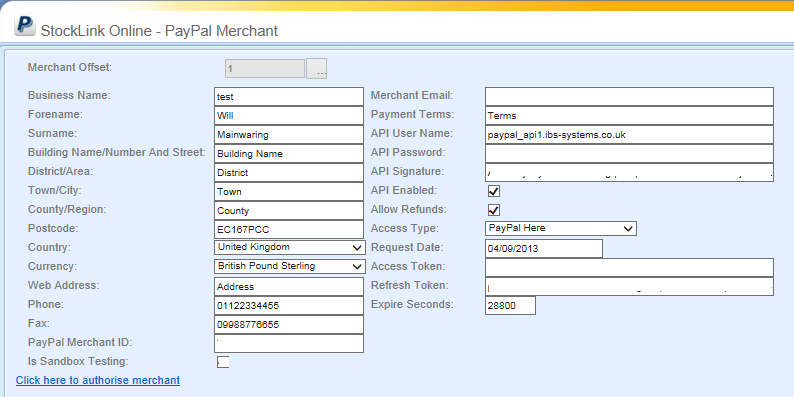 StockLink Online - PayPal Merchant
Merchant Offset: 1 ...
Business Name: test
Forename: Will
Surname: Mainwaring
Building Name/Number And Street: Building Name
District/Area: District
Town/City: Town
County/Region: County
Postcode: EC167PCC
Country: United Kingdom
Currency: British Pound Sterling
Web Address: Address
Phone: 01122334455
Fax: 09988776655
PayPal Merchant ID:
Is Sandbox Testing:
Click here to authorise merchant
Merchant Email:
Payment Terms: Terms
API User Name: paypal_api1.ibs-systems.co.uk
API Password:
API Signature:
API Enabled:
Allow Refunds:
Access Type: PayPal Here
Request Date: 04/09/2013
Access Token:
Refresh Token:
Expire Seconds: 28800